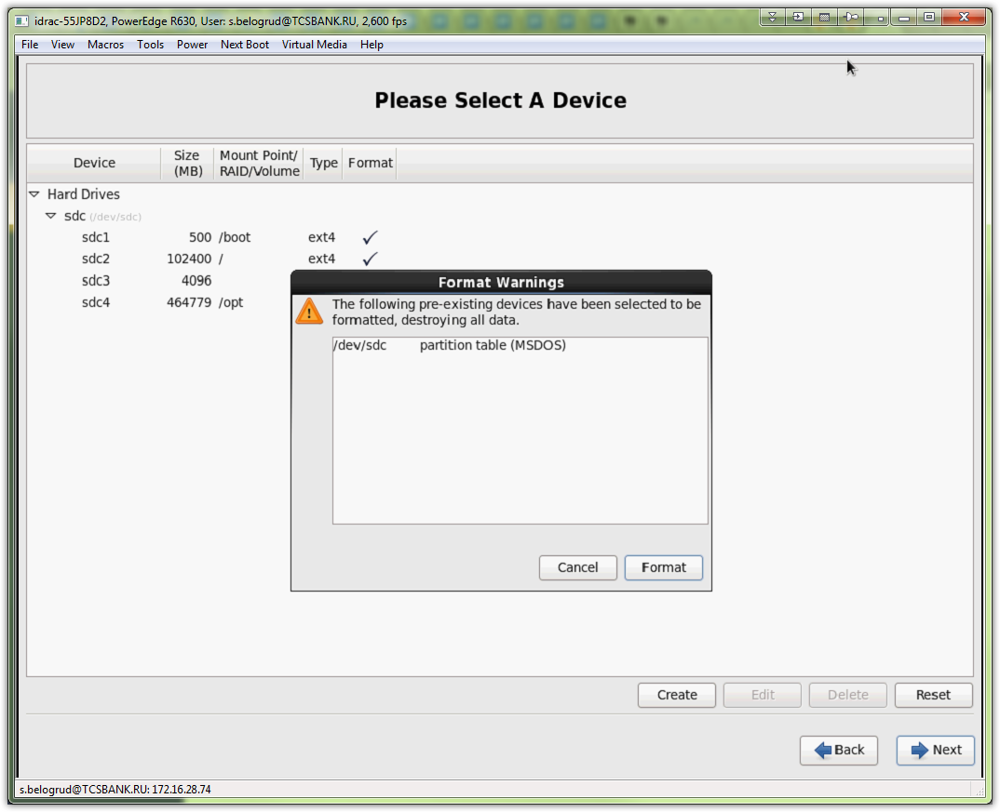 idrac-55JP8D2, PowerEdge R630, User: s.belogrud@TCSBANK.RU, 2,600 fps
File View Macros Tools Power Next Boot Virtual Media Help
Please Select A Device
Device Size (MB) Mount Point/ RAID/Volume Type Format
Hard Drives
sdc (/dev/sdc)
sdc1 500 /boot ext4
sdc2 102400 / ext4
sdc3 4096
sdc4 464779 /opt
Format Warnings
The following pre-existing devices have been selected to be
formatted, destroying all data.
/dev/sdc partition table (MSDOS)
Cancel Format
Create Edit Delete Reset
Back Next
s.belogrud@TCSBANK.RU: 172.16.28.74